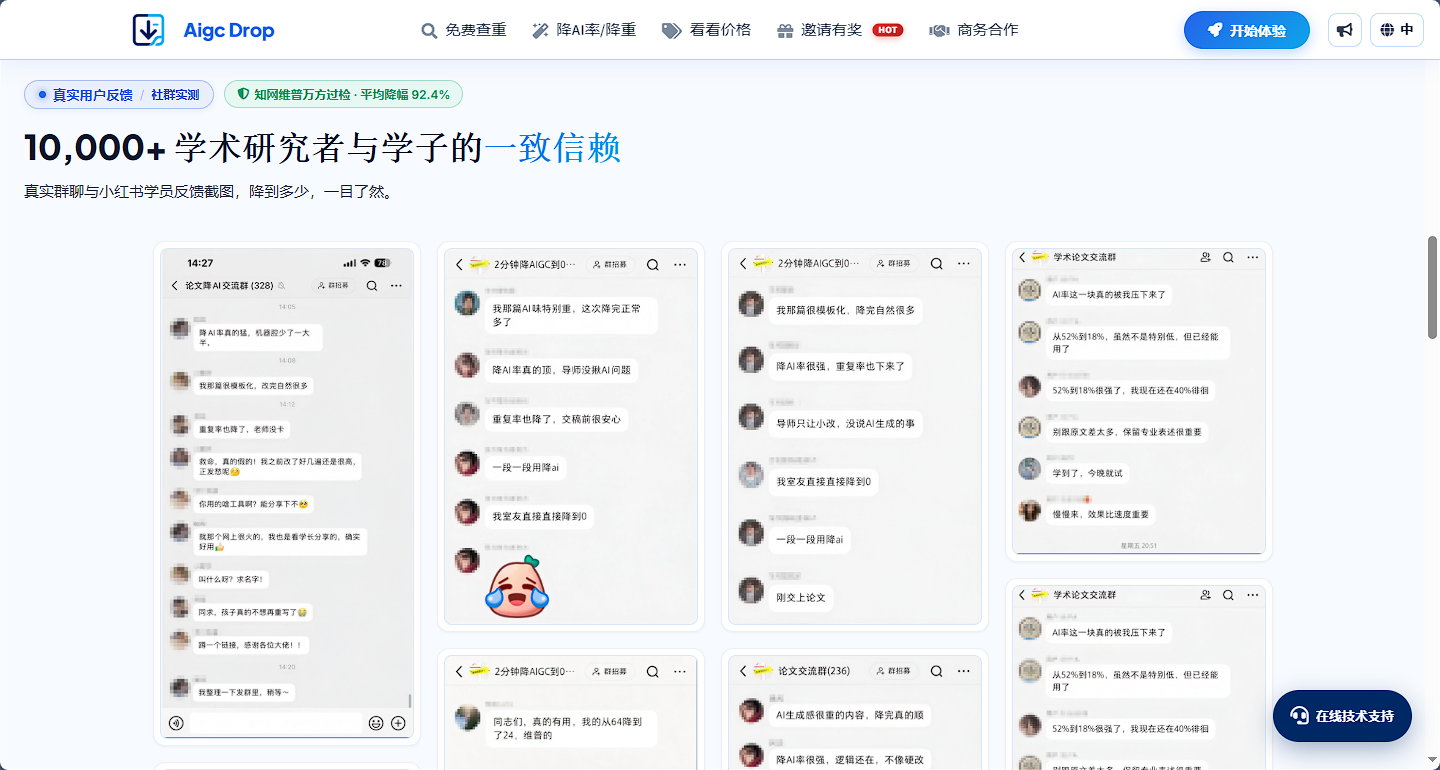 Aigc Drop
免费查重
降AI率/降重
看看价格
邀请有奖 HOT
商务合作
开始体验
中
真实用户反馈 / 社群实测
知网维普万方过检 · 平均降幅 92.4%
10,000+ 学术研究者与学子的一致信赖
真实群聊与小红书学员反馈截图，降到多少，一目了然。
14:27
78
论文降AI交流群 (328)
群招募
14:05
降AI率真的猛，机器腔少了一大
半，
14:08
我那篇很模板化，改完自然很多
14:12
重复率也降了，老师没卡
救命，真的假的！我之前改了好几遍还是很高，
正发愁呢🥺
你用的啥工具啊？能分享下不🥺
就那个网上很火的，我也是看学长分享的，确实
好用👍
叫什么呀？求名字！
同求，孩子真的不想再重写了😭
蹲一个链接，感谢各位大佬！！
14:20
我整理一下发群里，稍等～
2分钟降AIGC到0···
群招募
我那篇AI味特别重，这次降完正常
多了
降AI率真的顶，导师没揪AI问题
重复率也降了，交稿前很安心
一段一段用降ai
我室友直接直接降到0
2分钟降AIGC到0···
群招募
同志们，真的有用，我的从64降到
了24，维普的
2分钟降AIGC到0···
群招募
我那篇很模板化，降完自然很多
降AI率很强，重复率也下来了
导师只让小改，没说AI生成的事
我室友直接直接降到0
一段一段用降ai
刚交上论文
论文交流群(236)
群招募
AI生成感很重的内容，降完真的顺
降AI率很强，逻辑还在，不像硬改
学术论文交流群
AI率这一块真的被我压下来了
从52%到18%，虽然不是特别低，但已经能
用了
52%到18%很强了，我现在还在40%徘徊
别跟原文差太多，保留专业表述很重要
学到了，今晚就试
慢慢来，效果比速度重要
星期五 20:51
学术论文交流群
AI率这一块真的被我压下来了
从52%到18%，虽然不是特别低，但已经能
用了
52%到18%很强了，我现在还在40%徘徊
别跟原文差太多，保留专业表述很重要
在线技术支持